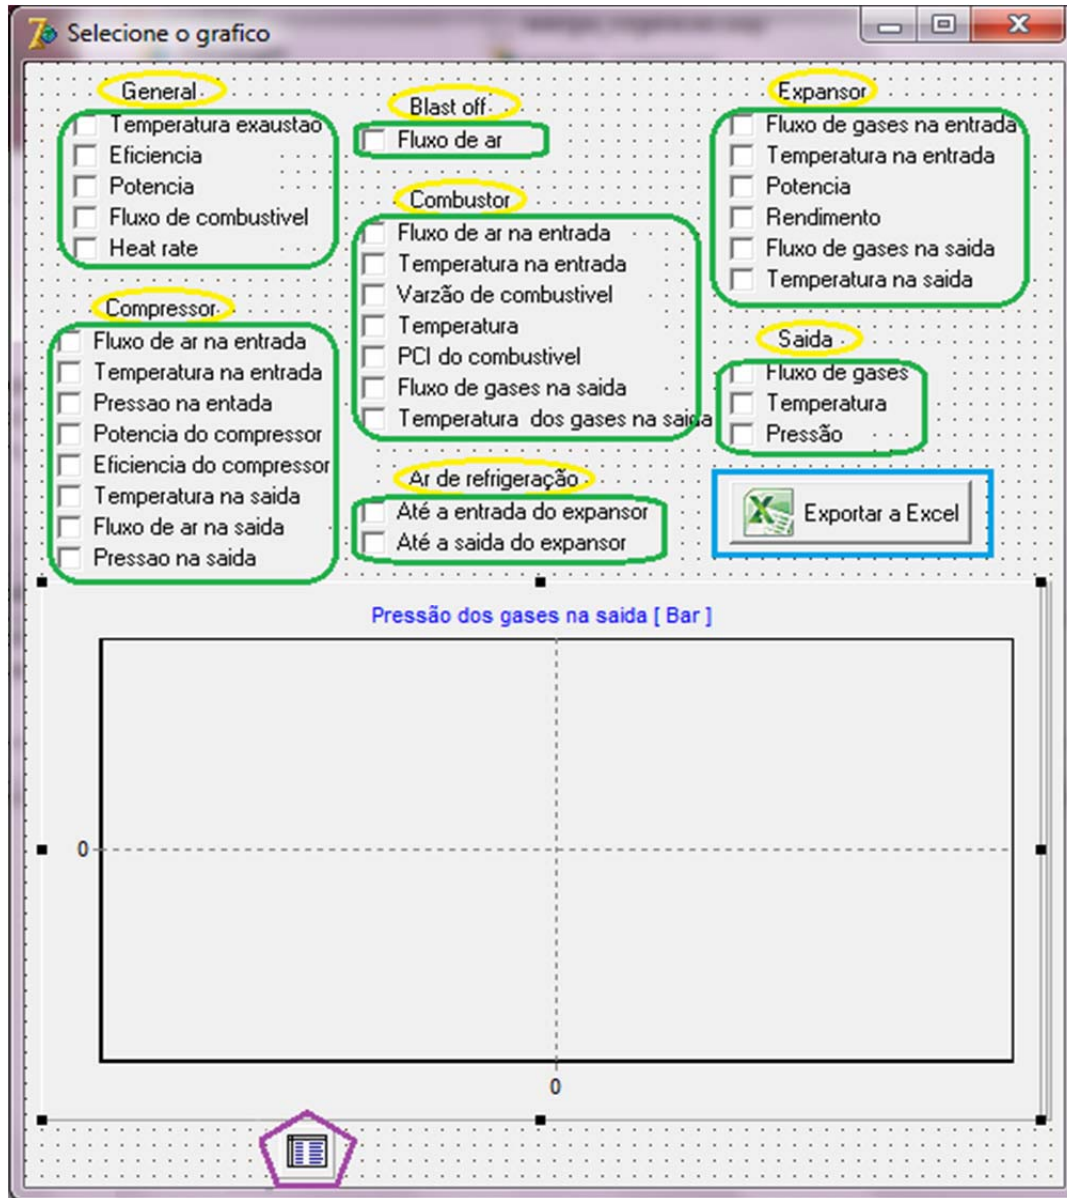 Selecione o grafico
General
Temperatura exaustao
Eficiencia
Potencia
Fluxo de combustivel
Heat rate
Compressor
Fluxo de ar na entrada
Temperatura na entrada
Pressao na entada
Potencia do compressor
Eficiencia do compressor
Temperatura na saida
Fluxo de ar na saida
Pressao na saida
Blast off
Fluxo de ar
Combustor
Fluxo de ar na entrada
Temperatura na entrada
Varzão de combustivel
Temperatura
PCI do combustivel
Fluxo de gases na saida
Temperatura dos gases na saida
Ar de refrigeração
Até a entrada do expansor
Até a saida do expansor
Expansor
Fluxo de gases na entrada
Temperatura na entrada
Potencia
Rendimento
Fluxo de gases na saida
Temperatura na saida
Saida
Fluxo de gases
Temperatura
Pressão
Exportar a Excel
Pressão dos gases na saida [ Bar ]
0
0